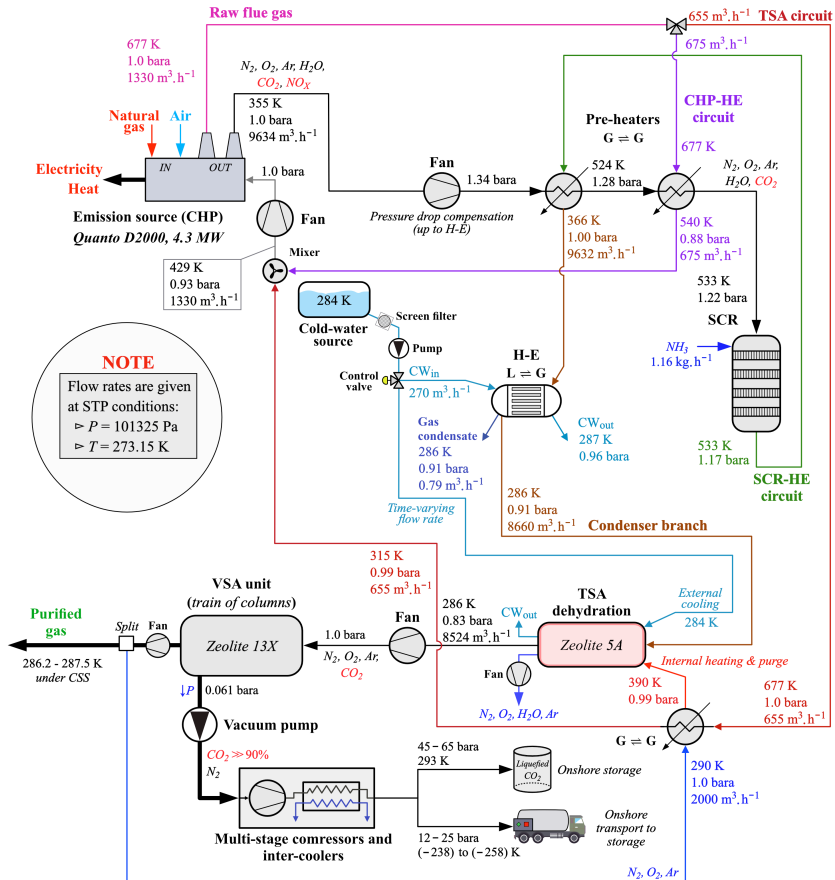 Raw flue gas
655 m³.h⁻¹ TSA circuit
677 K
1.0 bara
1330 m³.h⁻¹
675 m³.h⁻¹
N₂, O₂, Ar, H₂O,
CO₂, NOₓ
355 K
1.0 bara
9634 m³.h⁻¹
Natural
gas
Air
CHP-HE
circuit
Pre-heaters
G ⇌ G
677 K
IN
OUT
Electricity
Heat
1.0 bara
Fan
1.34 bara
524 K
1.28 bara
N₂, O₂, Ar,
H₂O, CO₂
Emission source (CHP)
Quanto D2000, 4.3 MW
Fan
Pressure drop compensation
(up to H-E)
366 K
1.00 bara
9632 m³.h⁻¹
540 K
0.88 bara
675 m³.h⁻¹
Mixer
429 K
0.93 bara
1330 m³.h⁻¹
533 K
1.22 bara
284 K
Cold-water
source
Screen filter
Pump
SCR
NH₃
1.16 kg.h⁻¹
H-E
L ⇌ G
Control
valve
CWin
270 m³.h⁻¹
NOTE
Flow rates are given
at STP conditions:
▻ P = 101325 Pa
▻ T = 273.15 K
Gas
condensate
286 K
0.91 bara
0.79 m³.h⁻¹
CWout
287 K
0.96 bara
533 K
1.17 bara
SCR-HE
circuit
Time-varying
flow rate
286 K
0.91 bara
8660 m³.h⁻¹
Condenser branch
315 K
0.99 bara
655 m³.h⁻¹
VSA unit
(train of columns)
TSA
dehydration
External
cooling
284 K
Purified
gas
Split
Fan
Zeolite 13X
Fan
1.0 bara
N₂, O₂, Ar,
CO₂
286 K
0.83 bara
8524 m³.h⁻¹
CWout
Zeolite 5A
286.2 - 287.5 K
under CSS
Internal heating & purge
Fan
N₂, O₂, H₂O, Ar
390 K
0.99 bara
677 K
1.0 bara
655 m³.h⁻¹
↓P
0.061 bara
Vacuum pump
G ⇌ G
CO₂ ≫ 90%
N₂
45 – 65 bara
293 K
Liquefied
CO₂
Onshore storage
290 K
1.0 bara
2000 m³.h⁻¹
Multi-stage comressors and
inter-coolers
12 – 25 bara
(−238) to (−258) K
Onshore
transport to
storage
N₂, O₂, Ar